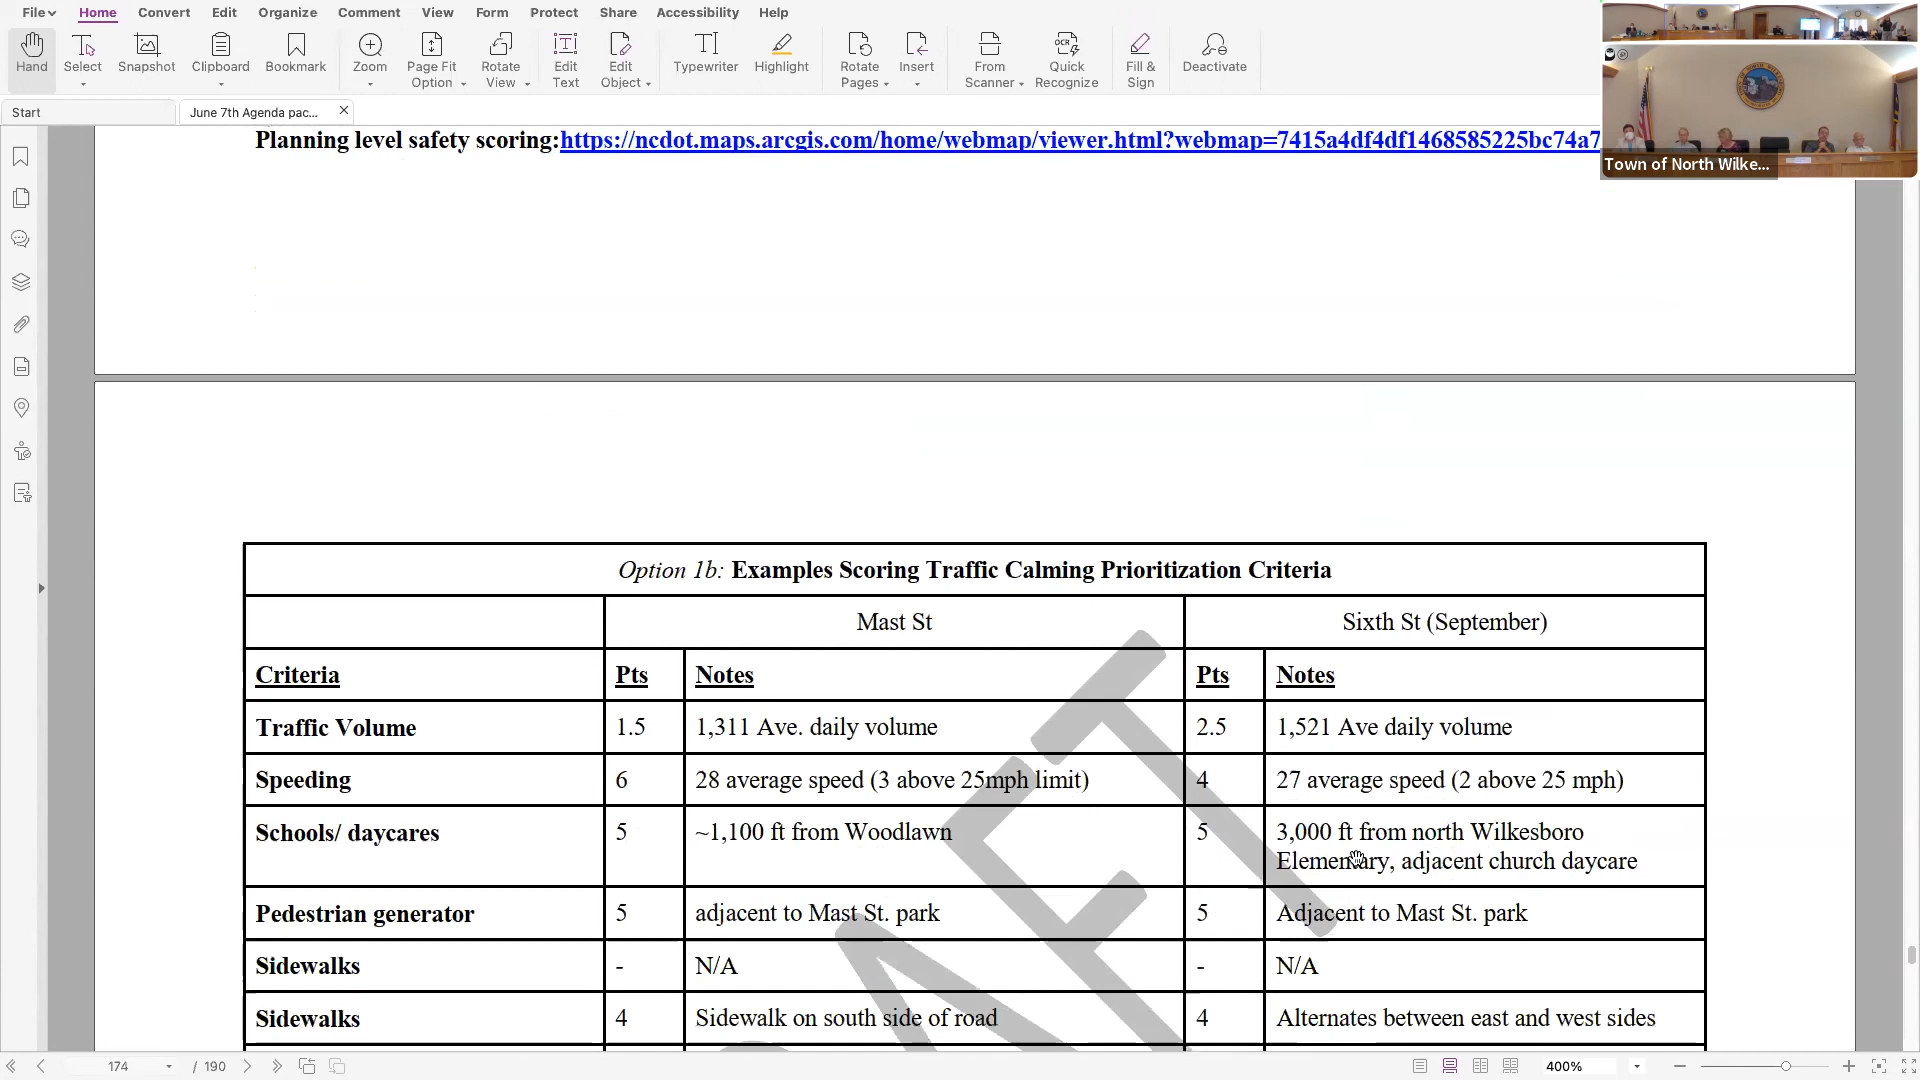 File Home Convert Edit Organize Comment View Form Protect Share Accessibility Help
Hand Select Snapshot Clipboard Bookmark Zoom Page Fit Option Rotate View Edit Text Edit Object Typewriter Highlight Rotate Pages Insert From Scanner OCR Quick Recognize Fill & Sign Deactivate
Start June 7th Agenda pac...
Town of North Wilke...
Planning level safety scoring:https://ncdot.maps.arcgis.com/home/webmap/viewer.html?webmap=7415a4df4df1468585225bc74a7
Option 1b: Examples Scoring Traffic Calming Prioritization Criteria
Mast St Sixth St (September)
Criteria Pts Notes Pts Notes
Traffic Volume 1.5 1,311 Ave. daily volume 2.5 1,521 Ave daily volume
Speeding 6 28 average speed (3 above 25mph limit) 4 27 average speed (2 above 25 mph)
Schools/ daycares 5 ~1,100 ft from Woodlawn 5 3,000 ft from north Wilkesboro
Elementary, adjacent church daycare
Pedestrian generator 5 adjacent to Mast St. park 5 Adjacent to Mast St. park
Sidewalks - N/A - N/A
Sidewalks 4 Sidewalk on south side of road 4 Alternates between east and west sides
174 / 190 400%